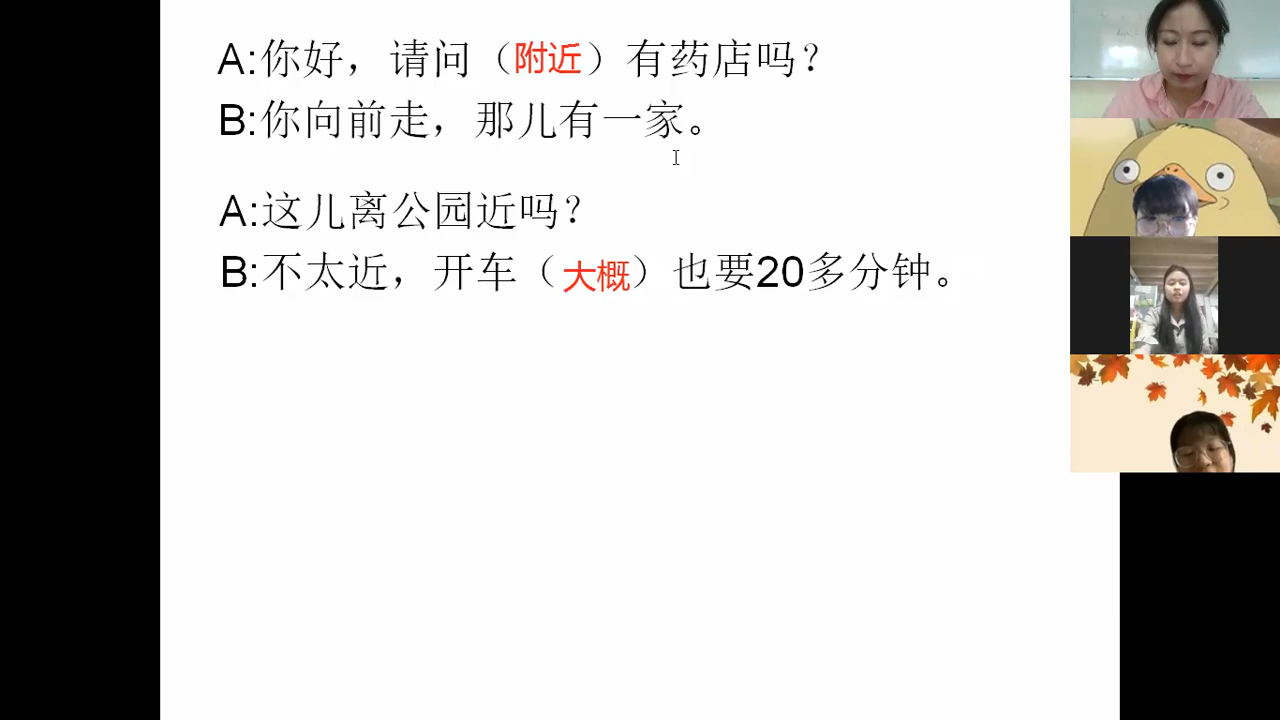 A:你好，请问（附近）有药店吗？
B:你向前走，那儿有一家。
A:这儿离公园近吗？
B:不太近，开车（大概）也要20多分钟。